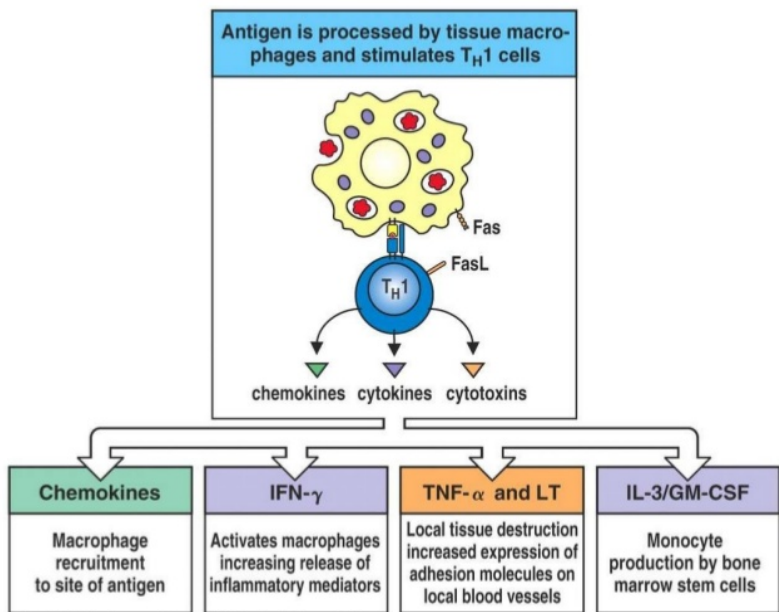 Antigen is processed by tissue macro-
phages and stimulates TH1 cells
Fas
FasL
TH1
chemokines cytokines cytotoxins
Chemokines
Macrophage
recruitment
to site of antigen
IFN-γ
Activates macrophages
increasing release of
inflammatory mediators
TNF-α and LT
Local tissue destruction
increased expression of
adhesion molecules on
local blood vessels
IL-3/GM-CSF
Monocyte
production by bone
marrow stem cells